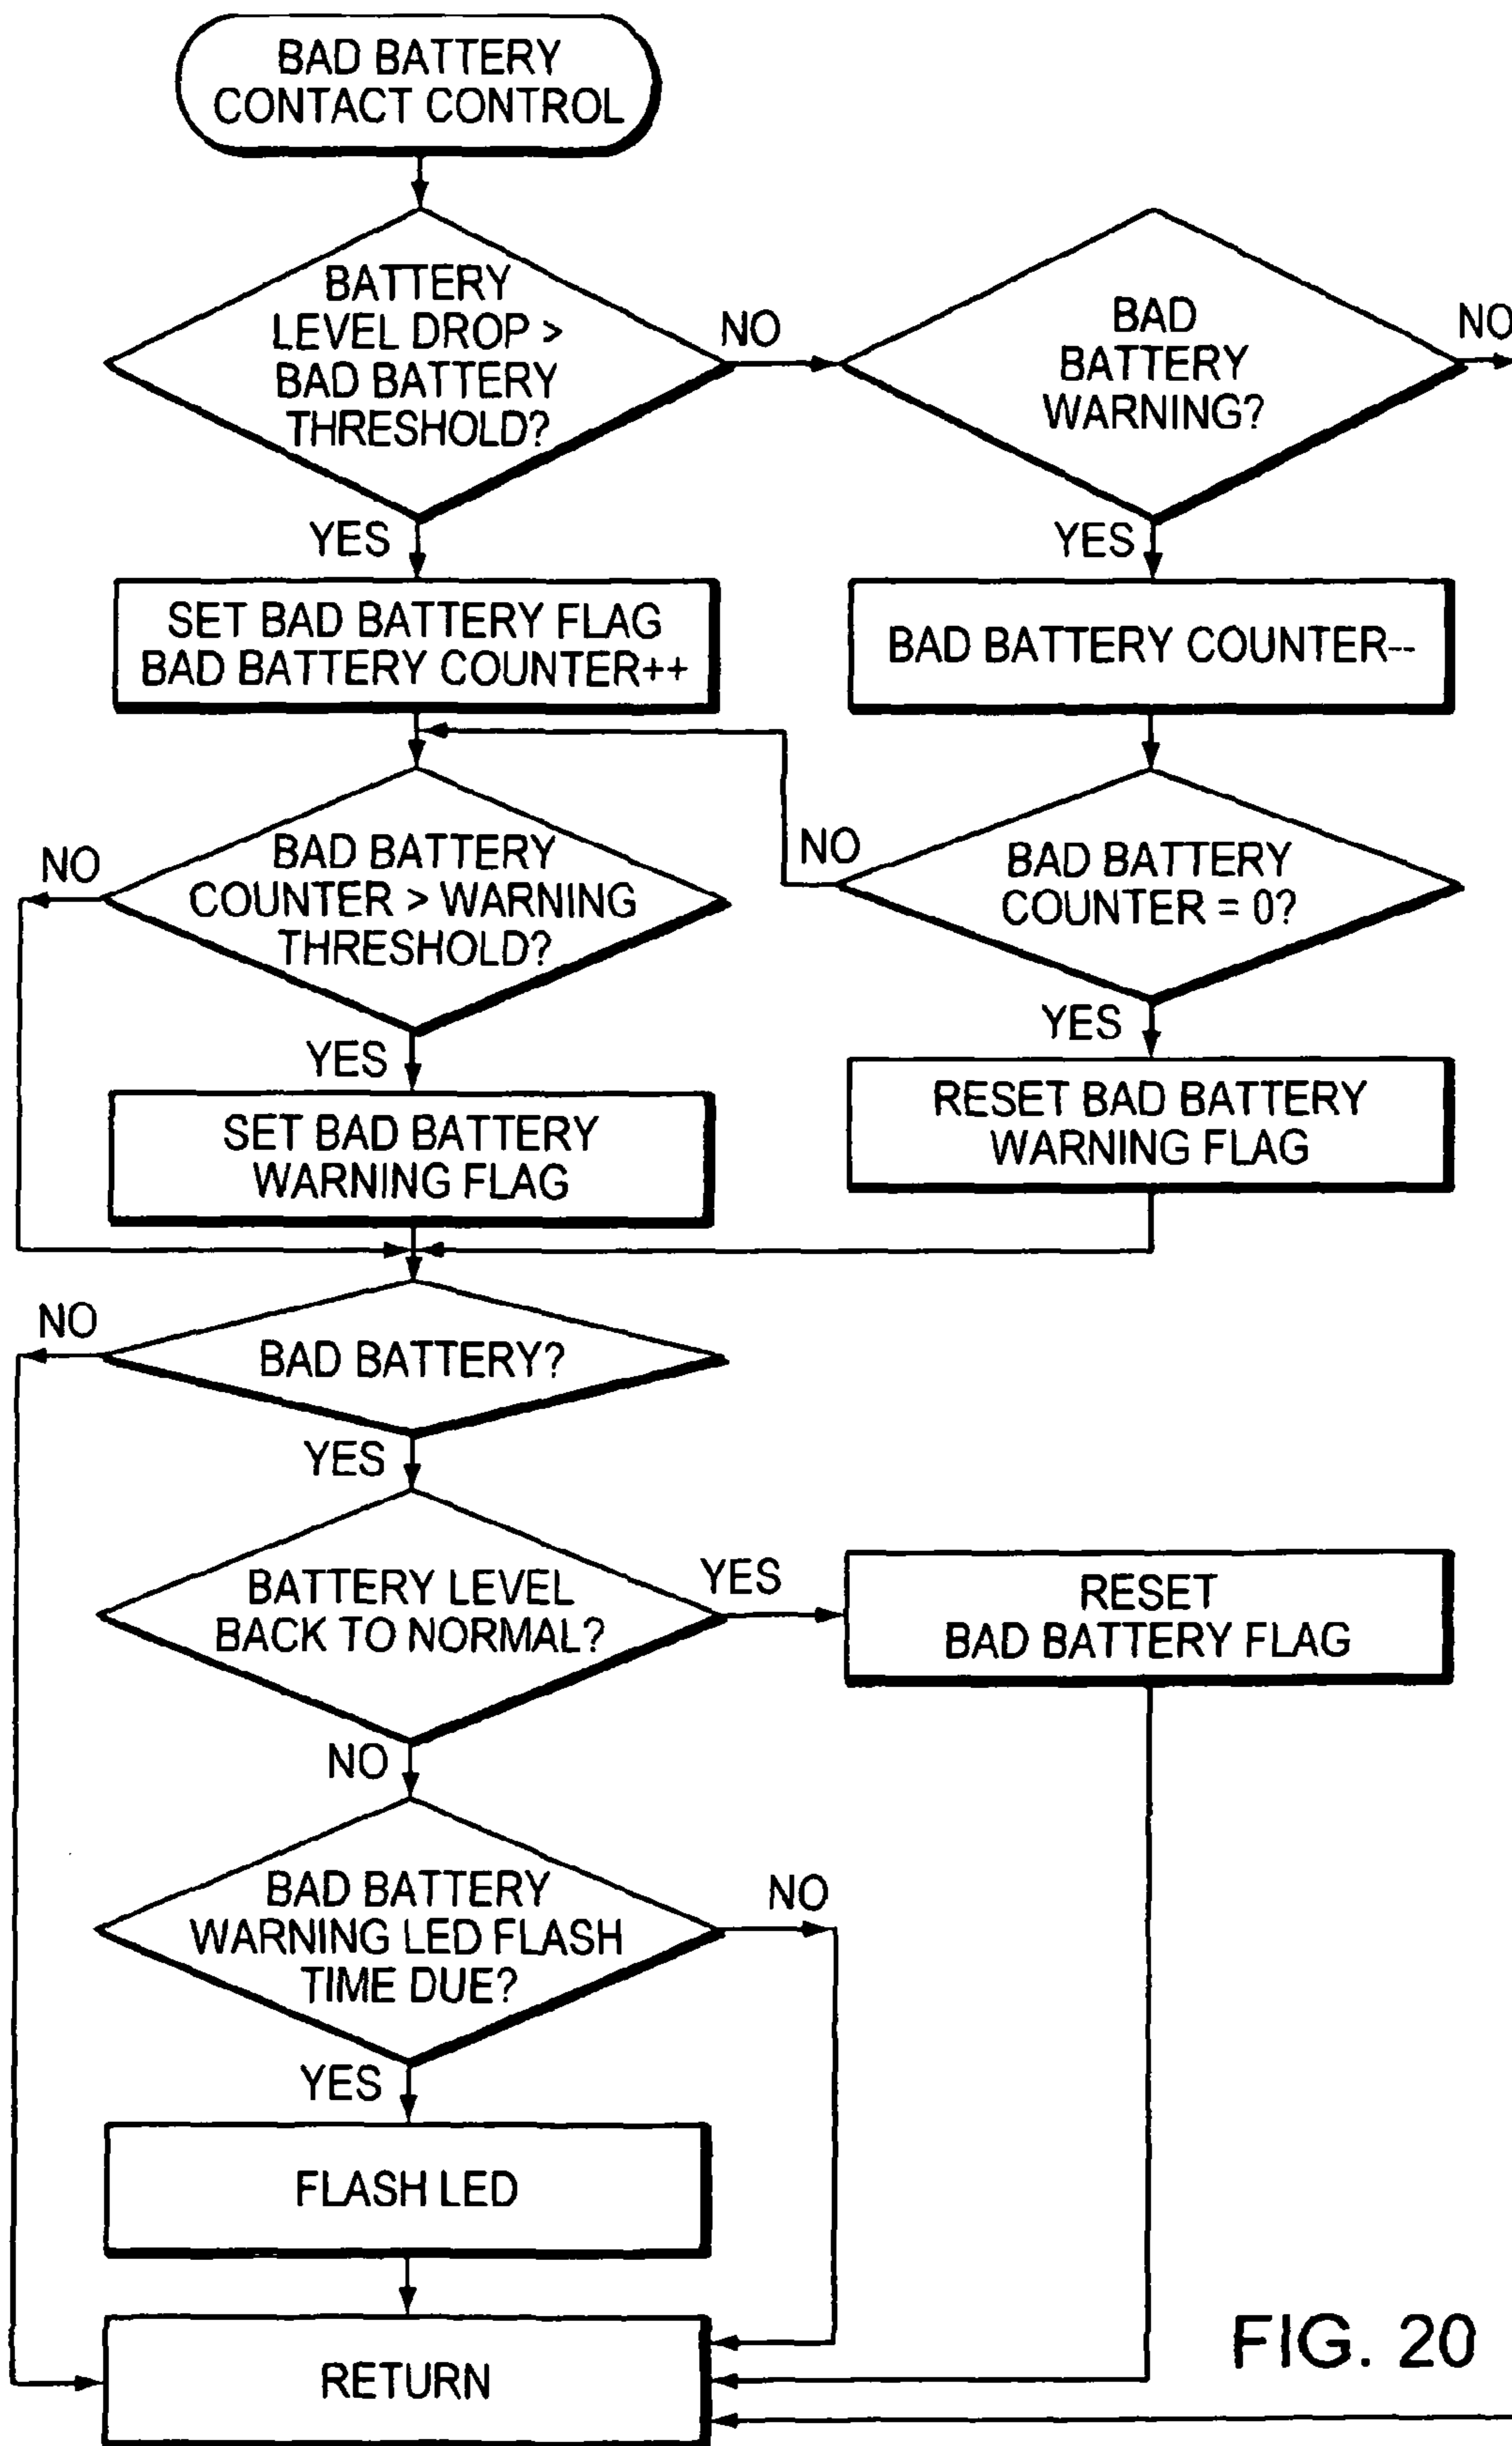 BAD BATTERY
CONTACT CONTROL
BATTERY
LEVEL DROP >
BAD BATTERY
THRESHOLD?
NO
BAD
BATTERY
WARNING?
NO
YES
YES
SET BAD BATTERY FLAG
BAD BATTERY COUNTER++
BAD BATTERY COUNTER--
NO
BAD BATTERY
COUNTER > WARNING
THRESHOLD?
NO
BAD BATTERY
COUNTER = 0?
YES
YES
SET BAD BATTERY
WARNING FLAG
RESET BAD BATTERY
WARNING FLAG
NO
BAD BATTERY?
YES
BATTERY LEVEL
BACK TO NORMAL?
YES
RESET
BAD BATTERY FLAG
NO
BAD BATTERY
WARNING LED FLASH
TIME DUE?
NO
YES
FLASH LED
RETURN
FIG. 20